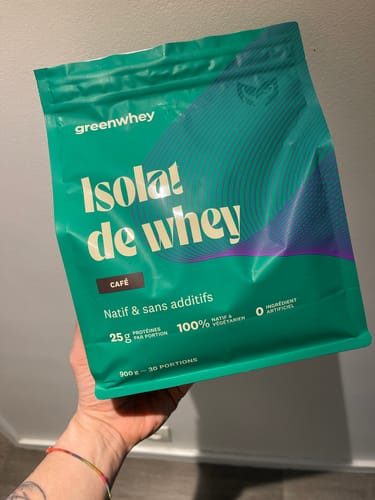 greenwhey
Isolat
de whey
CAFÉ
Natif & sans additifs
25g PROTÉINES
PAR PORTION
100% NATIF &
VÉGÉTARIEN
0 INGRÉDIENT
ARTIFICIEL
900 g — 30 PORTIONS